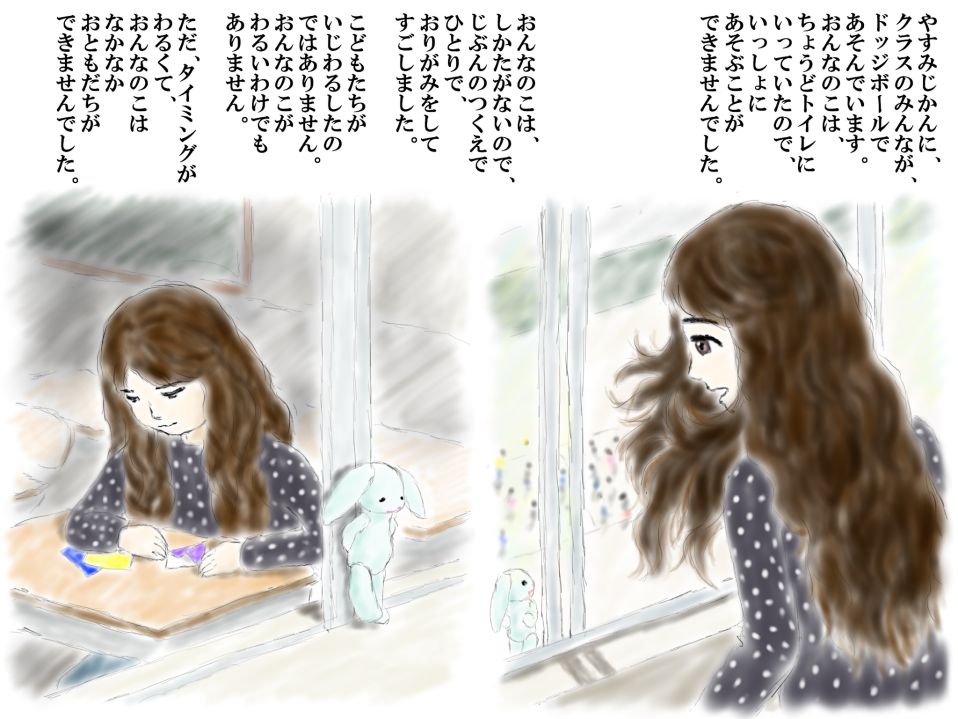 やすみじかんに、
クラスのみんなが、
ドッジボールで
あそんでいます。
おんなのこは、
ちょうどトイレに
いっていたので、
いっしょに
あそぶことが
できませんでした。
おんなのこは、
しかたがないので、
じぶんのつくえで
ひとりで、
おりがみをして
すごしました。
こどもたちが
いじわるしたの
ではありません。
おんなのこが
わるいわけでも
ありません。
ただ、タイミングが
わるくて、
おんなのこは
なかなか
おともだちが
できませんでした。